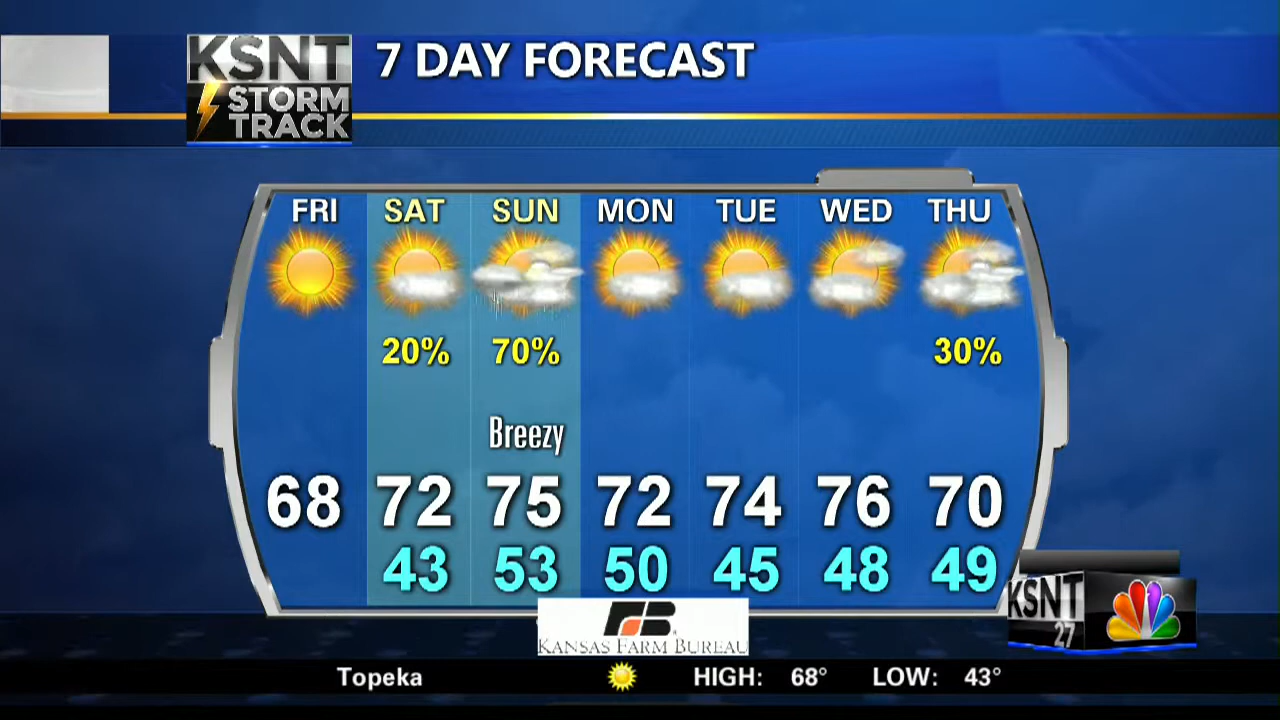 KSNT
STORM
TRACK
7 DAY FORECAST
FRI SAT SUN MON TUE WED THU
20% 70% 30%
Breezy
68 72 75 72 74 76 70
43 53 50 45 48 49
KSNT
27
FB
KANSAS FARM BUREAU
Topeka HIGH: 68° LOW: 43°